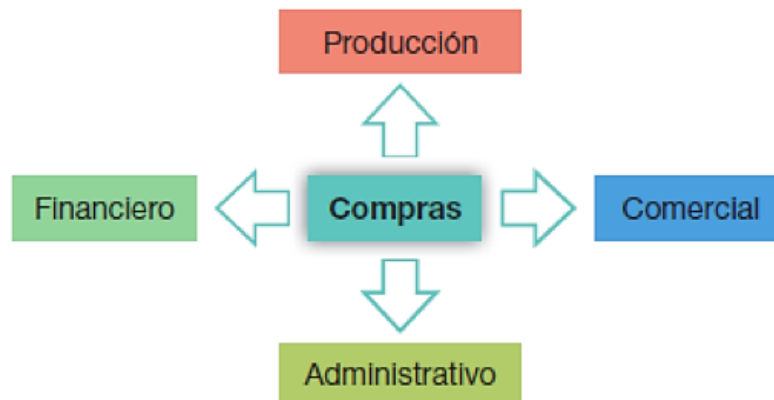 Producción
Financiero
Compras
Comercial
Administrativo